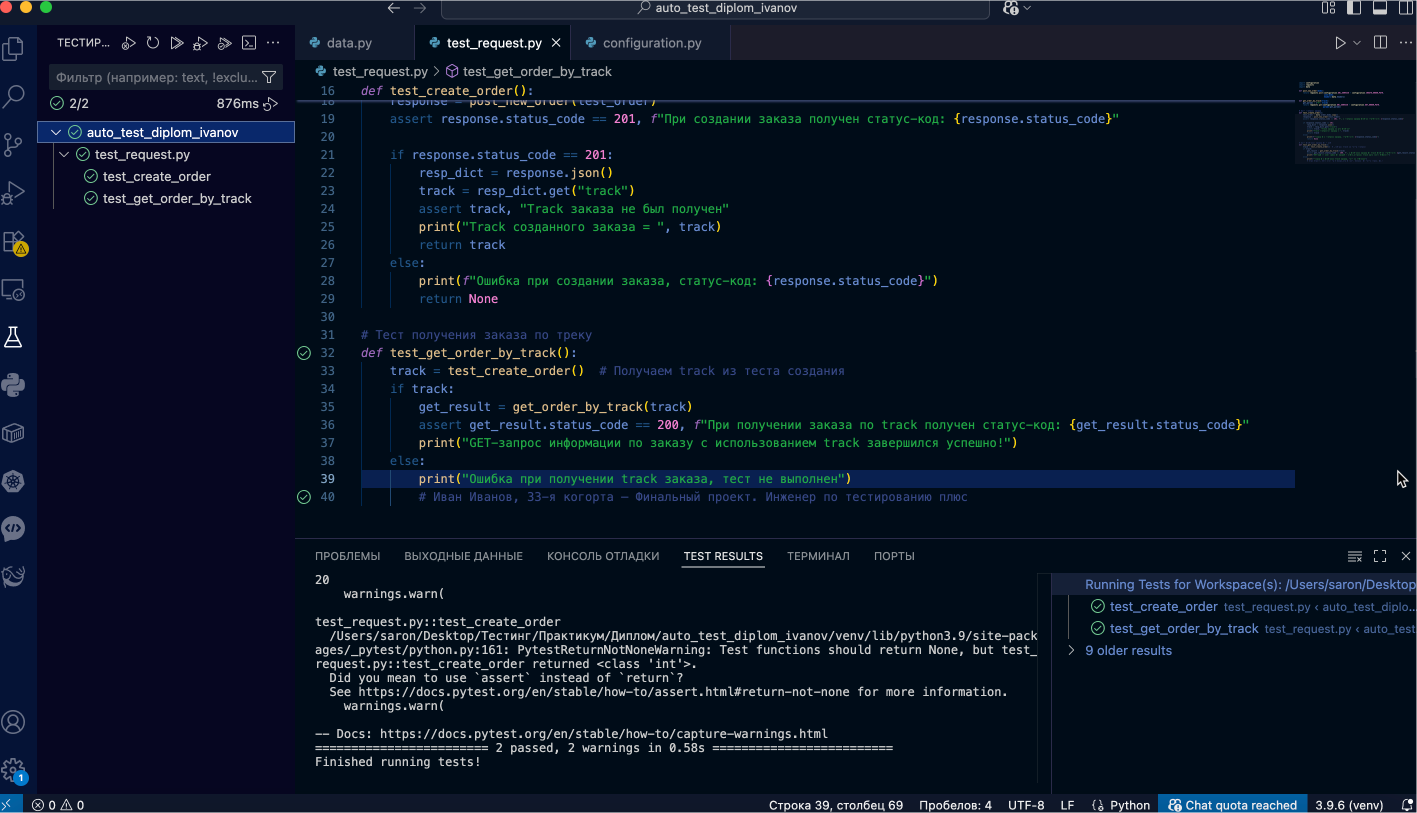 auto_test_diplom_ivanov
ТЕСТИР...
data.py
test_request.py
configuration.py
Фильтр (например: text, !exclu...
2/2
876ms
auto_test_diplom_ivanov
test_request.py
test_create_order
test_get_order_by_track
test_request.py > test_get_order_by_track
16 def test_create_order():
18 response = post_new_order(test_order)
19 assert response.status_code == 201, f"При создании заказа получен статус-код: {response.status_code}"
20
21 if response.status_code == 201:
22 resp_dict = response.json()
23 track = resp_dict.get("track")
24 assert track, "Track заказа не был получен"
25 print("Track созданного заказа = ", track)
26 return track
27 else:
28 print(f"Ошибка при создании заказа, статус-код: {response.status_code}")
29 return None
30
31 # Тест получения заказа по треку
32 def test_get_order_by_track():
33 track = test_create_order() # Получаем track из теста создания
34 if track:
35 get_result = get_order_by_track(track)
36 assert get_result.status_code == 200, f"При получении заказа по track получен статус-код: {get_result.status_code}"
37 print("GET-запрос информации по заказу с использованием track завершился успешно!")
38 else:
39 print("Ошибка при получении track заказа, тест не выполнен")
40 # Иван Иванов, 33-я когорта — Финальный проект. Инженер по тестированию плюс
ПРОБЛЕМЫ ВЫХОДНЫЕ ДАННЫЕ КОНСОЛЬ ОТЛАДКИ TEST RESULTS ТЕРМИНАЛ ПОРТЫ
20
warnings.warn(
test_request.py::test_create_order
/Users/saron/Desktop/Тестинг/Практикум/Диплом/auto_test_diplom_ivanov/venv/lib/python3.9/site-pack
ages/_pytest/python.py:161: PytestReturnNotNoneWarning: Test functions should return None, but test_
request.py::test_create_order returned <class 'int'>.
Did you mean to use `assert` instead of `return`?
See https://docs.pytest.org/en/stable/how-to/assert.html#return-not-none for more information.
warnings.warn(
-- Docs: https://docs.pytest.org/en/stable/how-to/capture-warnings.html
======================== 2 passed, 2 warnings in 0.58s =========================
Finished running tests!
Running Tests for Workspace(s): /Users/saron/Desktop
test_create_order test_request.py ‹ auto_test_diplo...
test_get_order_by_track test_request.py ‹ auto_test
9 older results
1
0 0
Строка 39, столбец 69 Пробелов: 4 UTF-8 LF Python Chat quota reached 3.9.6 (venv)